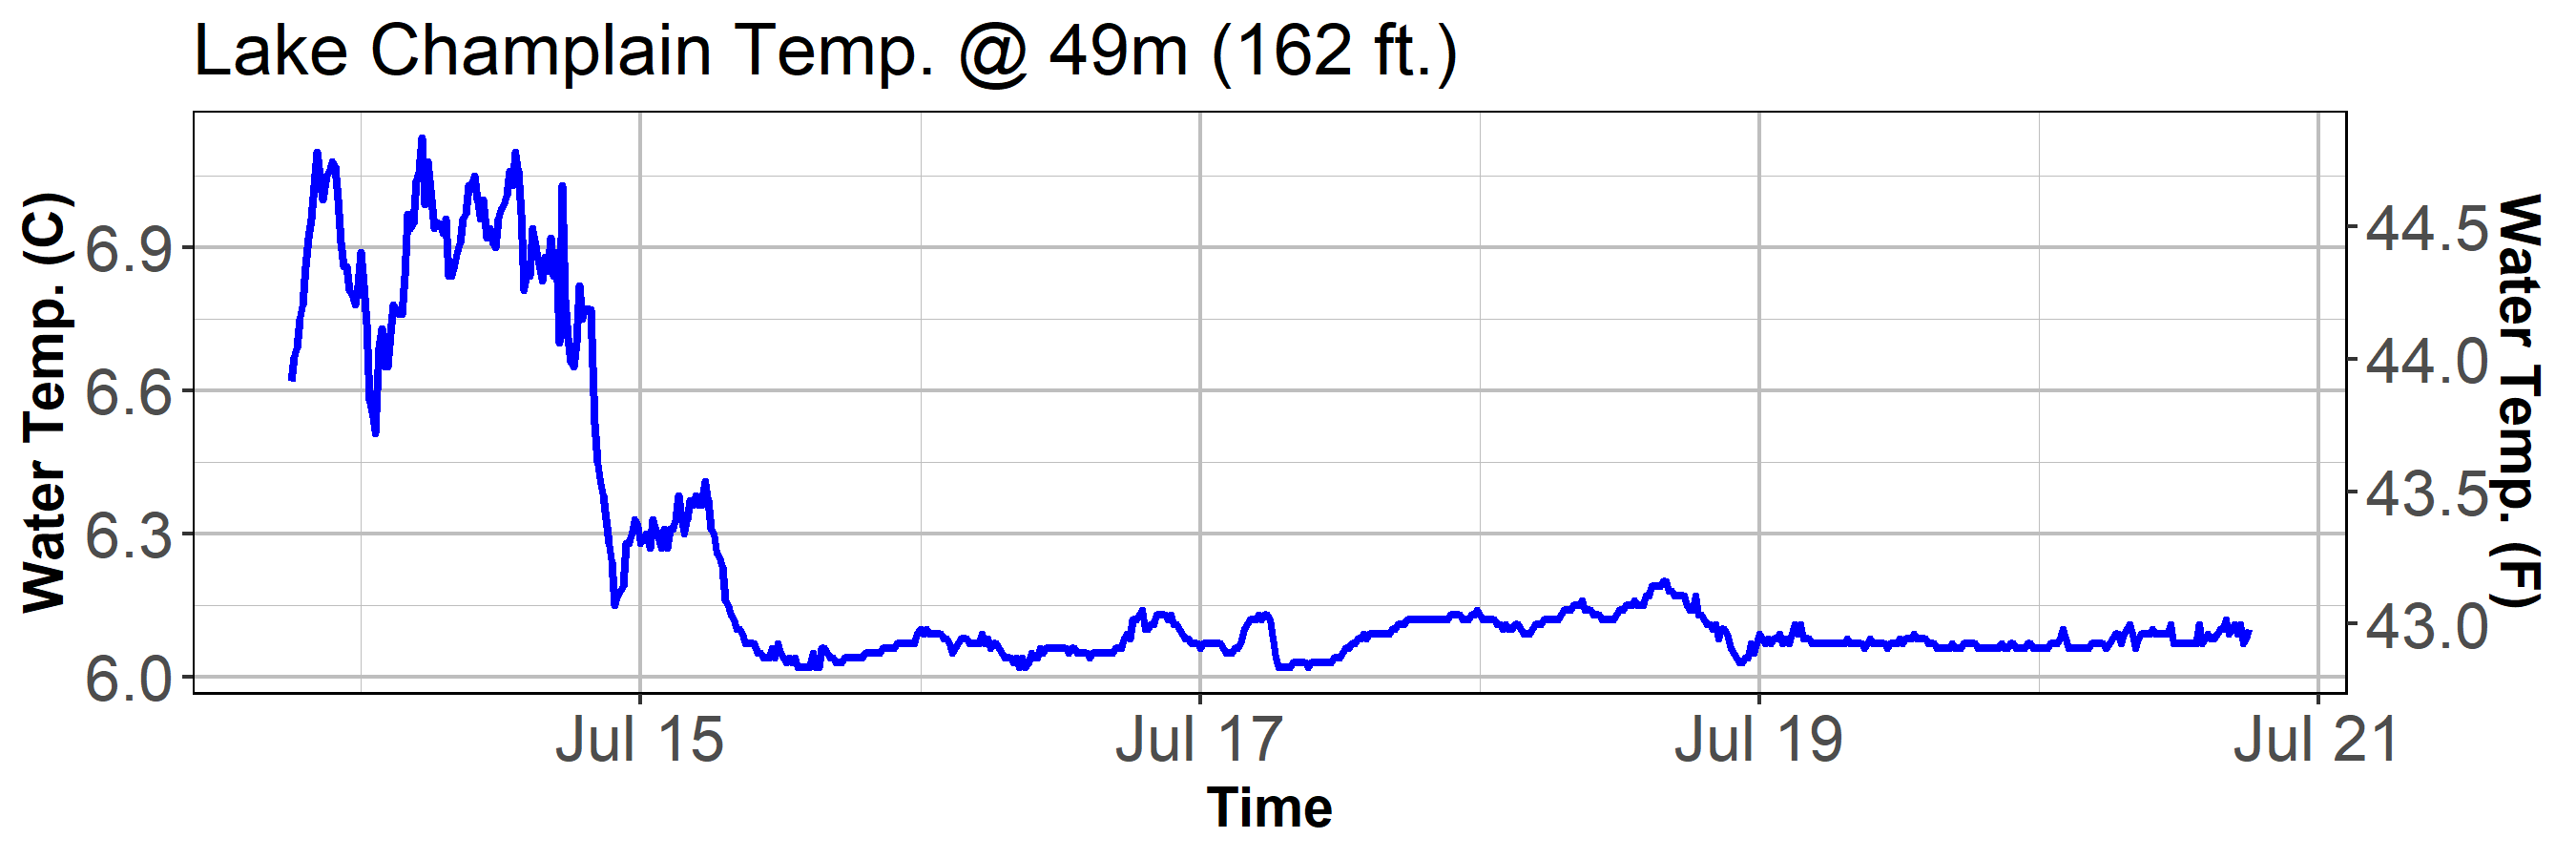 Lake Champlain Temp. @ 49m (162 ft.)
Water Temp. (C)
6.9
6.6
6.3
6.0
44.5
44.0
43.5
43.0
Water Temp. (F)
Jul 15 Jul 17 Jul 19 Jul 21
Time